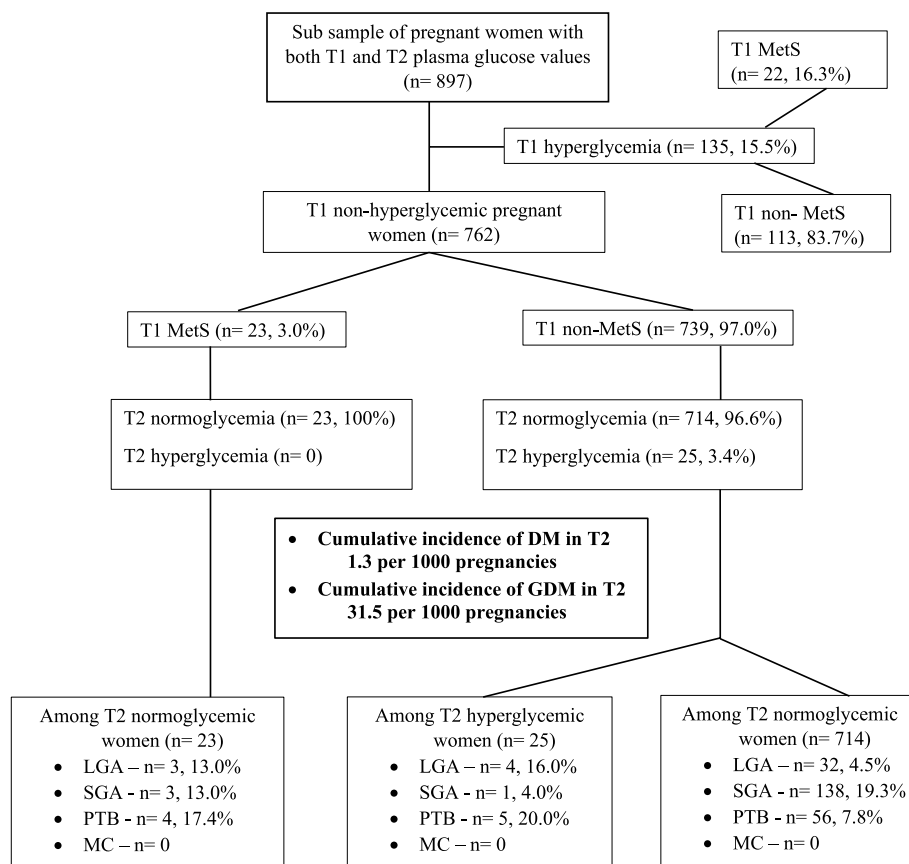 Sub sample of pregnant women with
both T1 and T2 plasma glucose values
(n= 897)
T1 MetS
(n= 22, 16.3%)
T1 hyperglycemia (n= 135, 15.5%)
T1 non- MetS
(n= 113, 83.7%)
T1 non-hyperglycemic pregnant
women (n= 762)
T1 MetS (n= 23, 3.0%)
T1 non-MetS (n= 739, 97.0%)
T2 normoglycemia (n= 23, 100%)
T2 hyperglycemia (n= 0)
T2 normoglycemia (n= 714, 96.6%)
T2 hyperglycemia (n= 25, 3.4%)
• Cumulative incidence of DM in T2
1.3 per 1000 pregnancies
• Cumulative incidence of GDM in T2
31.5 per 1000 pregnancies
Among T2 normoglycemic
women (n= 23)
• LGA – n= 3, 13.0%
• SGA - n= 3, 13.0%
• PTB - n= 4, 17.4%
• MC – n= 0
Among T2 hyperglycemic
women (n= 25)
• LGA – n= 4, 16.0%
• SGA - n= 1, 4.0%
• PTB - n= 5, 20.0%
• MC – n= 0
Among T2 normoglycemic
women (n= 714)
• LGA – n= 32, 4.5%
• SGA - n= 138, 19.3%
• PTB - n= 56, 7.8%
• MC – n= 0